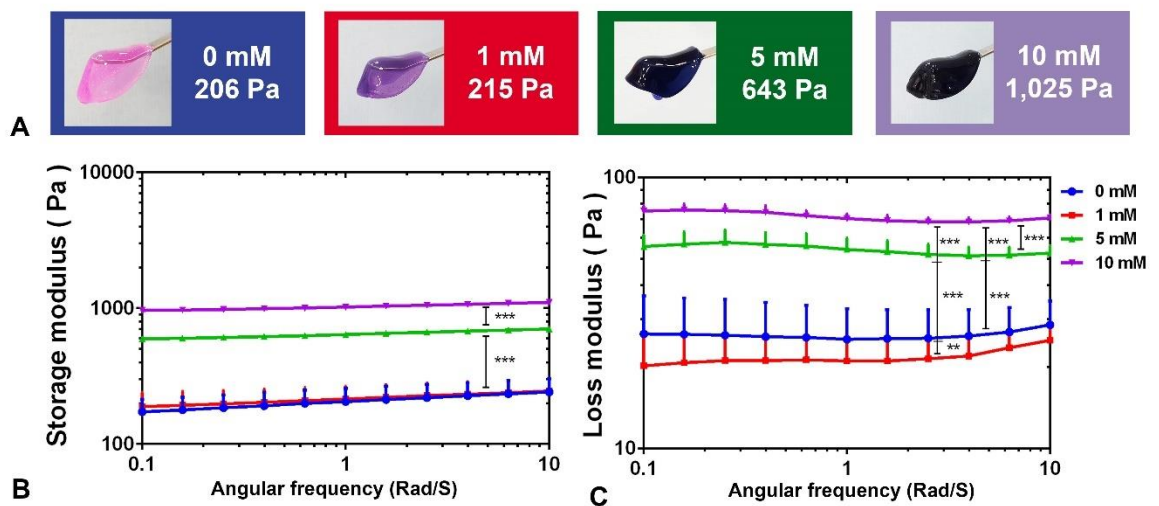 A
0 mM
206 Pa
1 mM
215 Pa
5 mM
643 Pa
10 mM
1,025 Pa
B
Storage modulus ( Pa )
10000
1000
100
0.1
1
10
Angular frequency (Rad/S)
***
***
C
Loss modulus ( Pa )
100
10
0.1
1
10
Angular frequency (Rad/S)
***
***
***
***
***
**
0 mM
1 mM
5 mM
10 mM